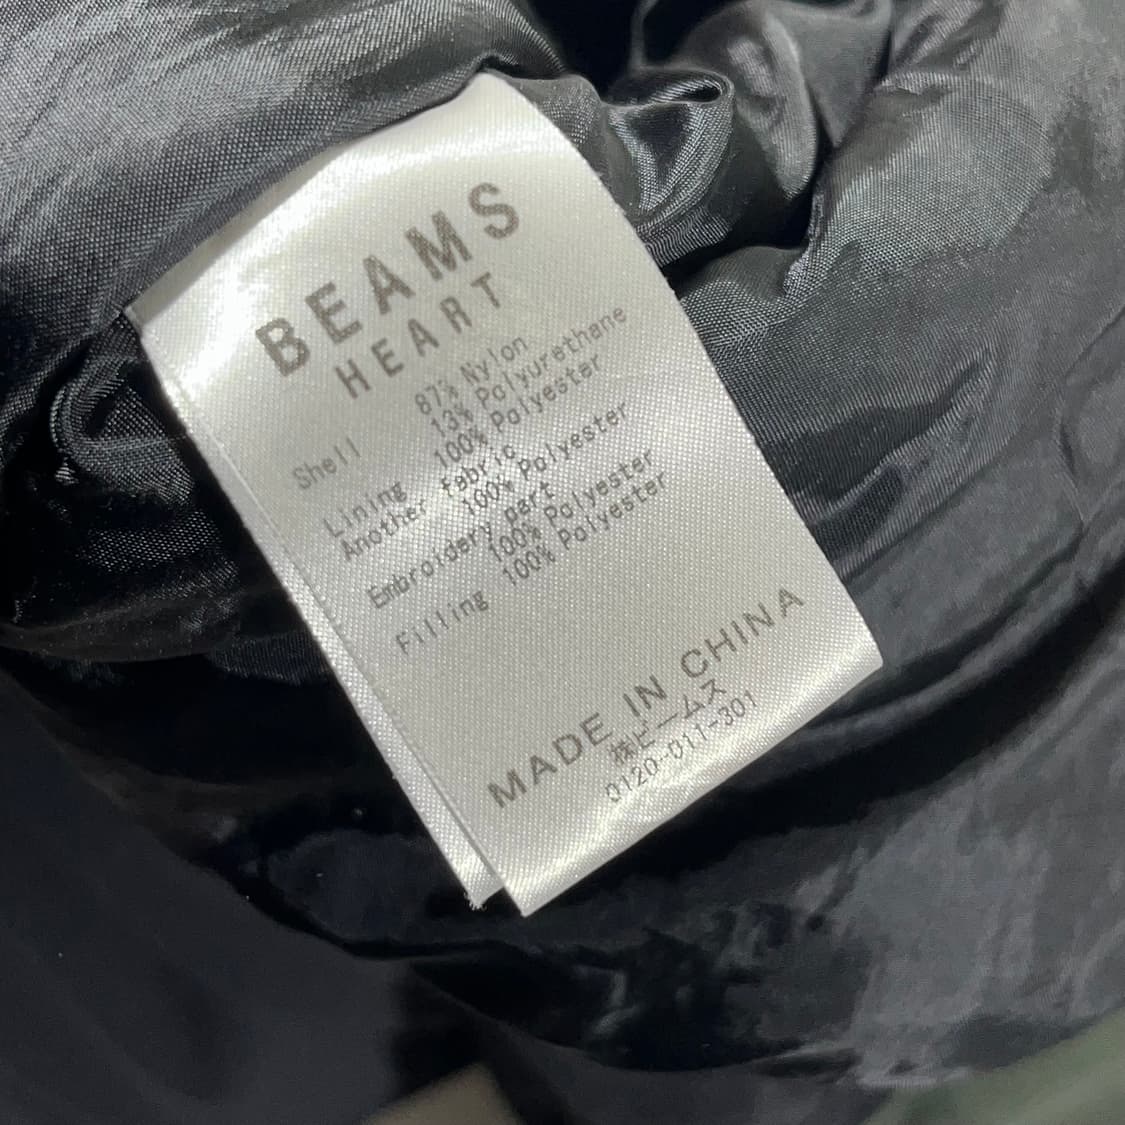 BEAMS
HEART
Shell 87% Nylon
13% Polyurethane
Lining 100% Polyester
Another fabric
100% Polyester
Embroidery part
100% Polyester
Filling 100% Polyester
MADE IN CHINA
㈱ビームス
0120-011-301